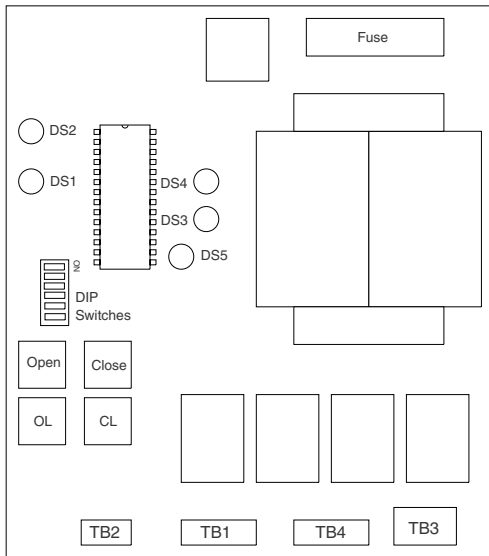 Fuse
DS2
DS1
DS4
DS3
DS5
ON
DIP
Switches
Open
Close
OL
CL
TB2
TB1
TB4
TB3